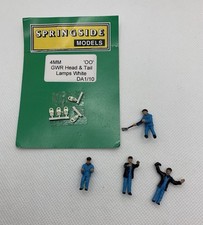 SPRINGSIDE
MODELS
4MM 'OO'
GWR Head & Tail
Lamps White
DA1/10